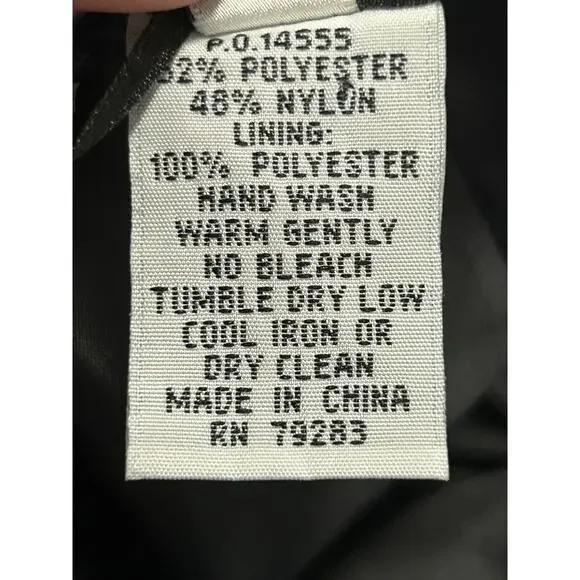 P.O.14555
52% POLYESTER
48% NYLON
LINING:
100% POLYESTER
HAND WASH
WARM GENTLY
NO BLEACH
TUMBLE DRY LOW
COOL IRON OR
DRY CLEAN
MADE IN CHINA
RN 79283